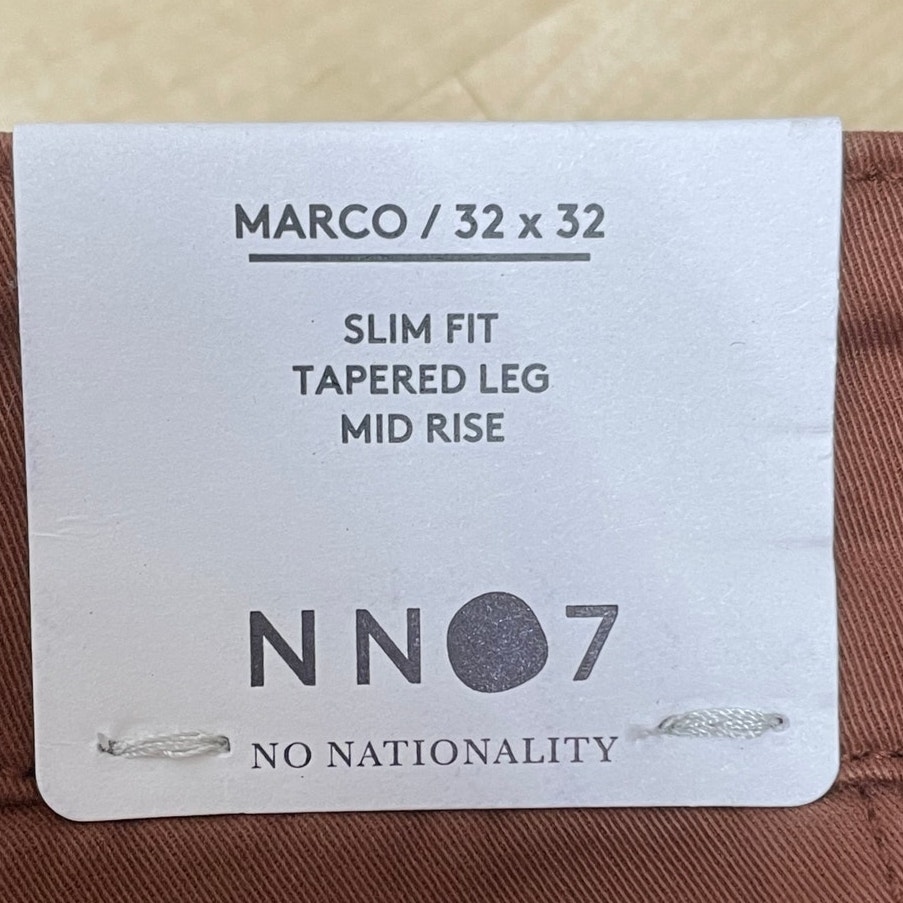 MARCO / 32 x 32
SLIM FIT
TAPERED LEG
MID RISE
NN07
NO NATIONALITY